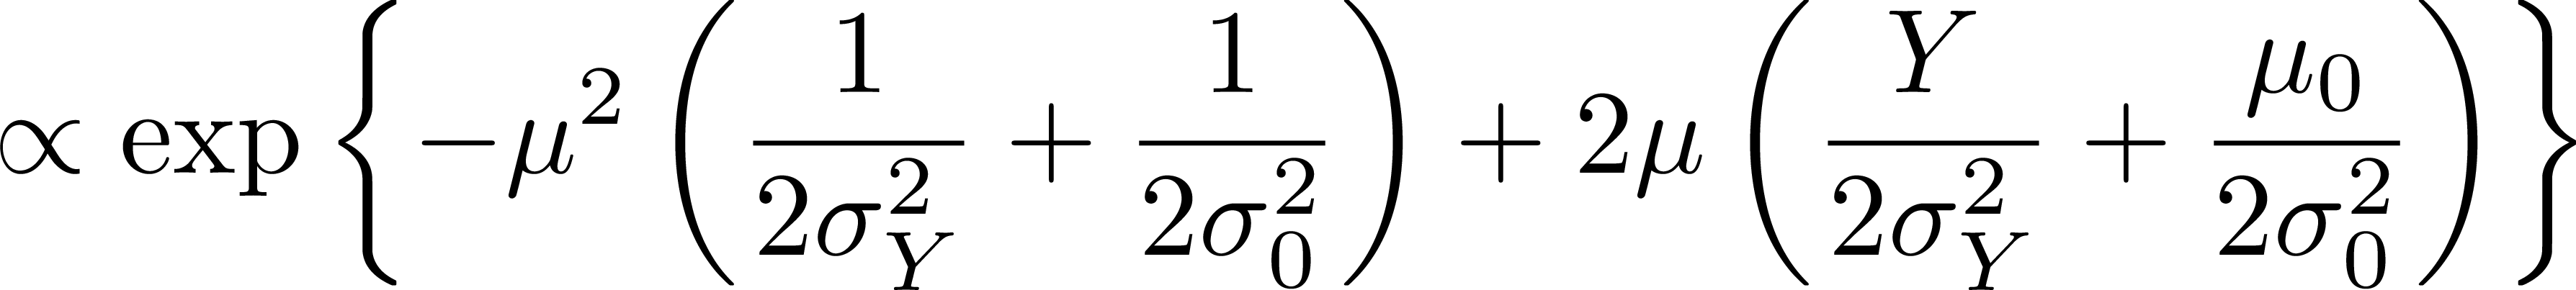 ∝ exp { −μ² ( 1/(2σ_Y²) + 1/(2σ_0²) ) + 2μ ( Y/(2σ_Y²) + μ_0/(2σ_0²) ) }